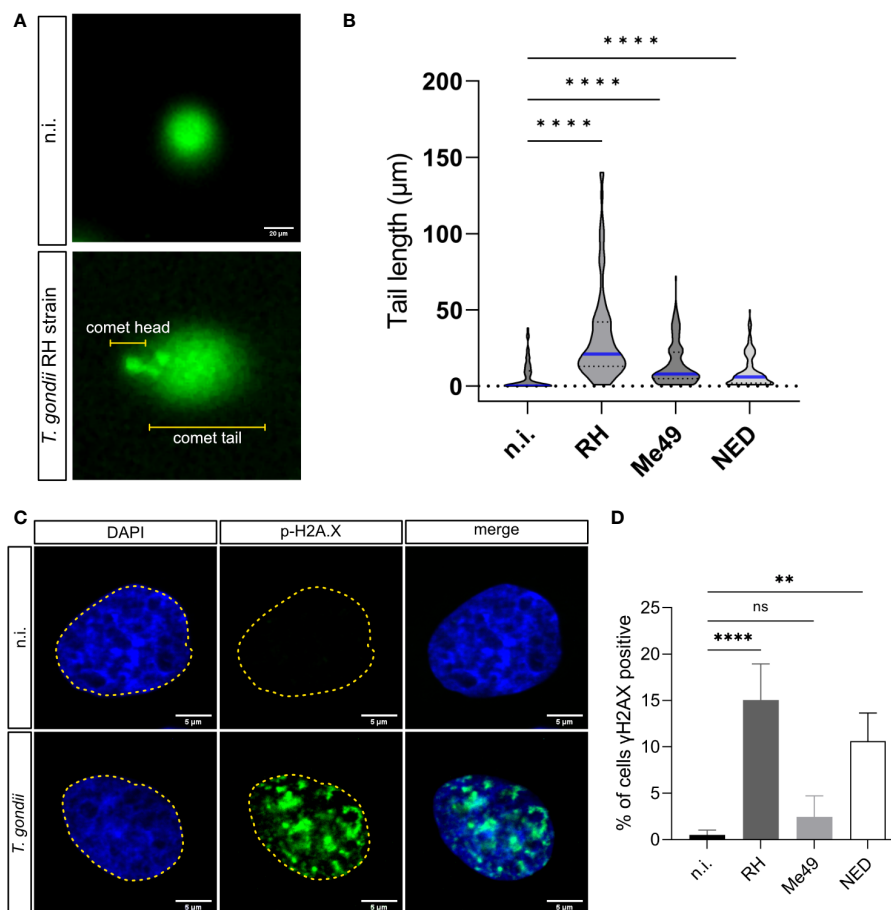 A
n.i.
20 µm
T. gondii RH strain
comet head
comet tail
B
Tail length (µm)
200
150
100
50
0
****
****
****
n.i.
RH
Me49
NED
C
DAPI
p-H2A.X
merge
n.i.
5 µm
5 µm
5 µm
T. gondii
5 µm
5 µm
5 µm
D
% of cells γH2AX positive
25
20
15
10
5
0
**
ns
****
n.i.
RH
Me49
NED